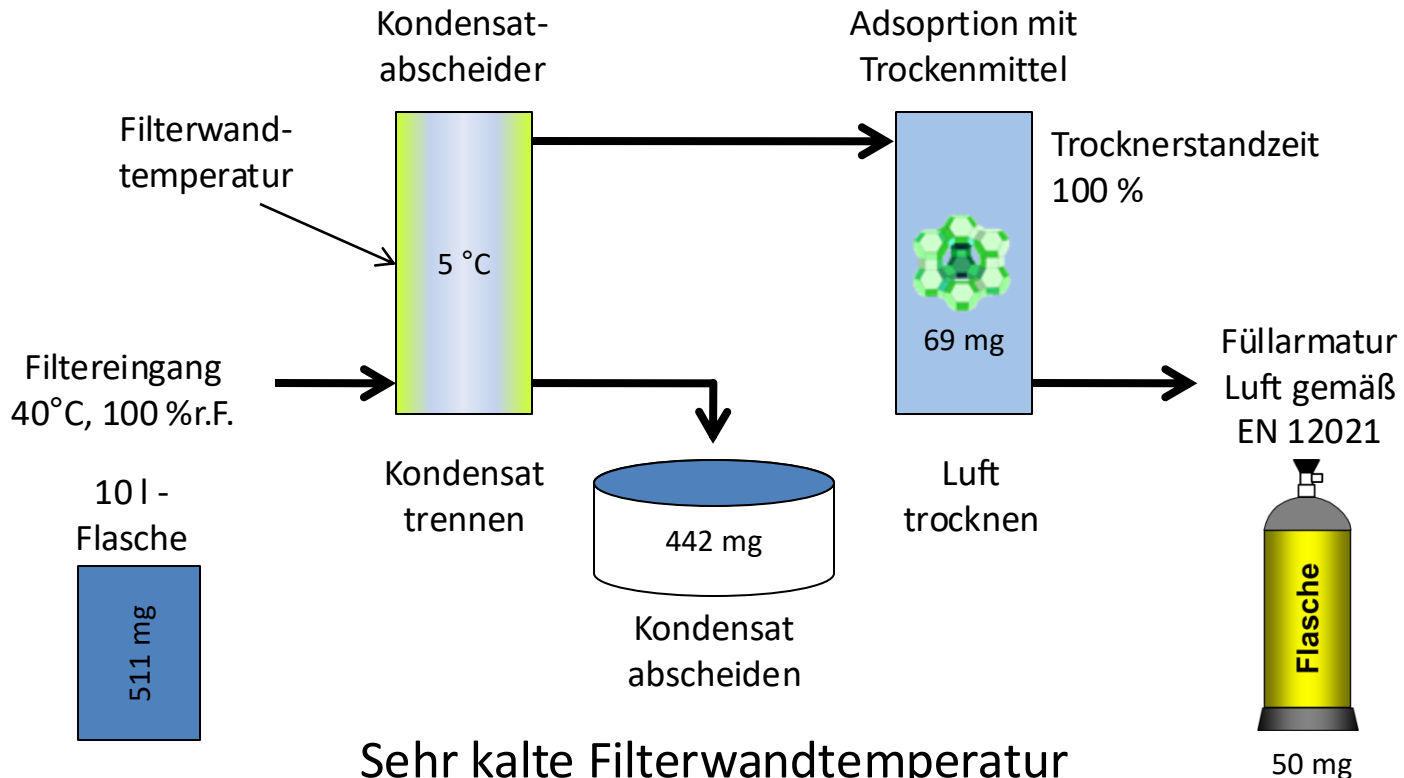 Kondensat-
abscheider
Adsoprtion mit
Trockenmittel
Filterwand-
temperatur
Trocknerstandzeit
100 %
5 °C
69 mg
Filtereingang
40°C, 100 %r.F.
Füllarmatur
Luft gemäß
EN 12021
Kondensat
trennen
Luft
trocknen
10 l -
Flasche
442 mg
511 mg
Kondensat
abscheiden
Flasche
Sehr kalte Filterwandtemperatur
50 mg